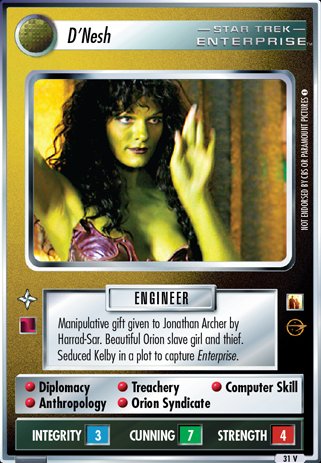 D'Nesh
STAR TREK
ENTERPRISE™
NOT ENDORSED BY CBS OR PARAMOUNT PICTURES
ENGINEER
Manipulative gift given to Jonathan Archer by
Harrad-Sar. Beautiful Orion slave girl and thief.
Seduced Kelby in a plot to capture Enterprise.
Diplomacy Treachery Computer Skill
Anthropology Orion Syndicate
INTEGRITY 3 CUNNING 7 STRENGTH 4
31 V